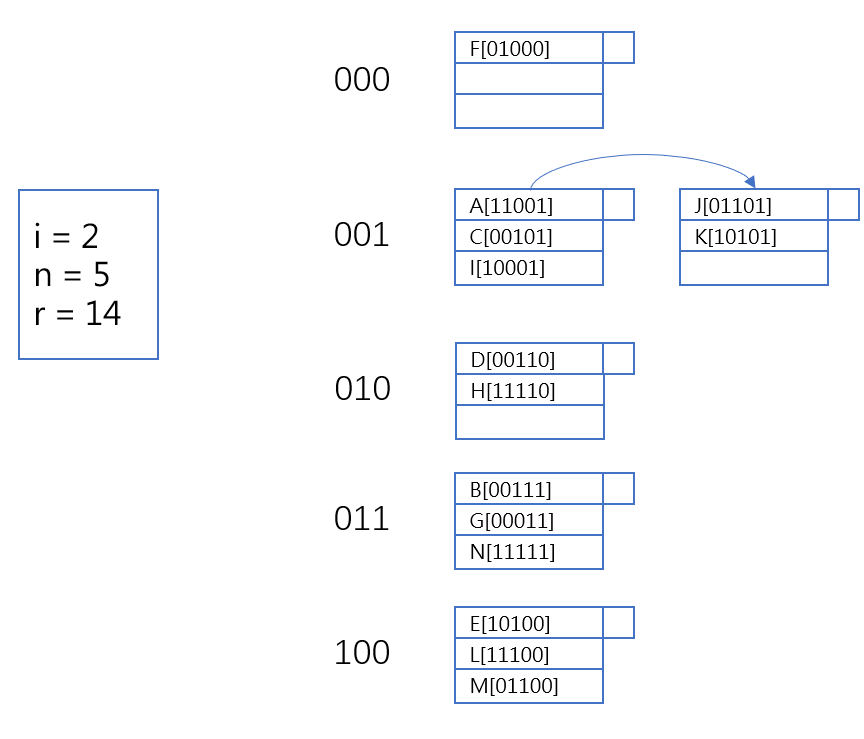 000
F[01000]
i = 2
n = 5
r = 14
001
A[11001]
C[00101]
I[10001]
J[01101]
K[10101]
010
D[00110]
H[11110]
011
B[00111]
G[00011]
N[11111]
100
E[10100]
L[11100]
M[01100]